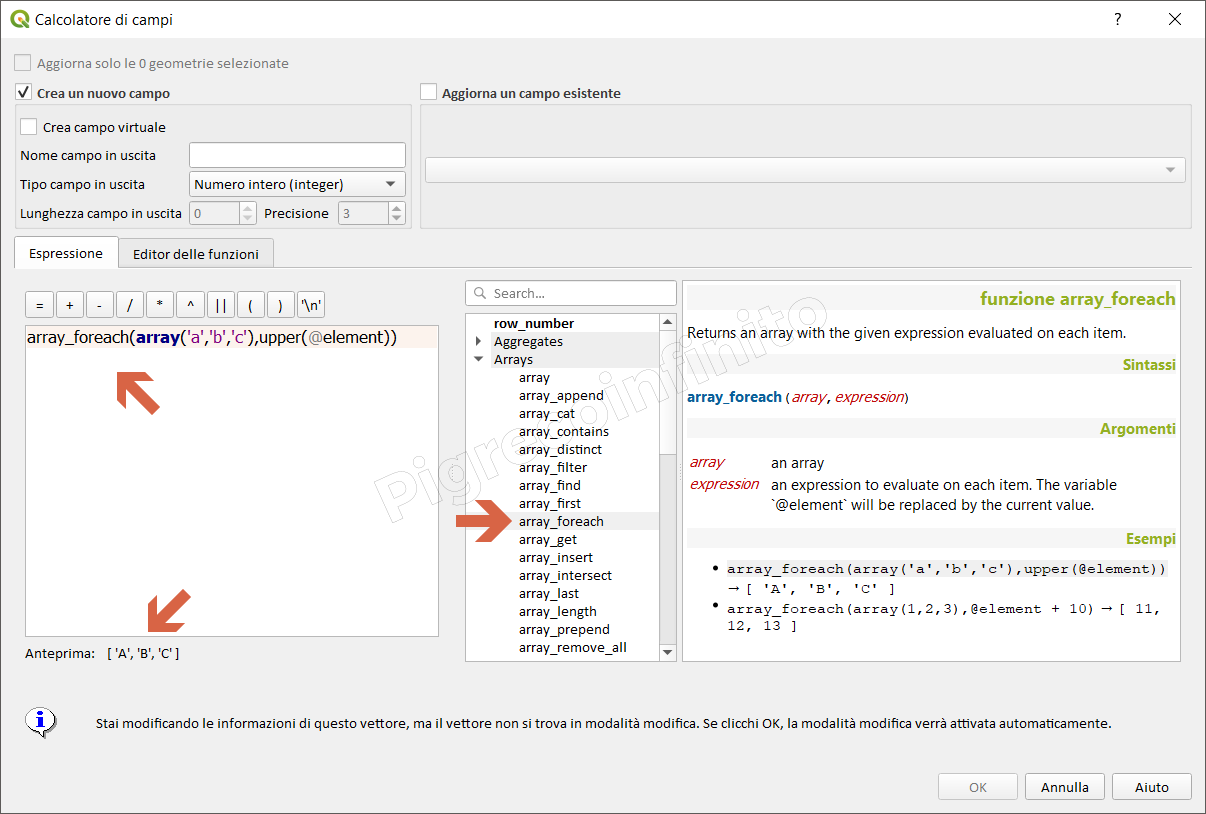 Calcolatore di campi
?
Aggiorna solo le 0 geometrie selezionate
Crea un nuovo campo
Aggiorna un campo esistente
Crea campo virtuale
Nome campo in uscita
Tipo campo in uscita Numero intero (integer)
Lunghezza campo in uscita 0 Precisione 3
Espressione Editor delle funzioni
= + - / * ^ || ( ) '\n'
array_foreach(array('a','b','c'),upper(@element))
Anteprima: [ 'A', 'B', 'C' ]
Search...
row_number
Aggregates
Arrays
array
array_append
array_cat
array_contains
array_distinct
array_filter
array_find
array_first
array_foreach
array_get
array_insert
array_intersect
array_last
array_length
array_prepend
array_remove_all
funzione array_foreach
Returns an array with the given expression evaluated on each item.
Sintassi
array_foreach(array, expression)
Argomenti
array an array
expression an expression to evaluate on each item. The variable
`@element` will be replaced by the current value.
Esempi
• array_foreach(array('a','b','c'),upper(@element))
→ [ 'A', 'B', 'C' ]
• array_foreach(array(1,2,3),@element + 10) → [ 11,
12, 13 ]
Pigrecoinfinito
Stai modificando le informazioni di questo vettore, ma il vettore non si trova in modalità modifica. Se clicchi OK, la modalità modifica verrà attivata automaticamente.
OK Annulla Aiuto